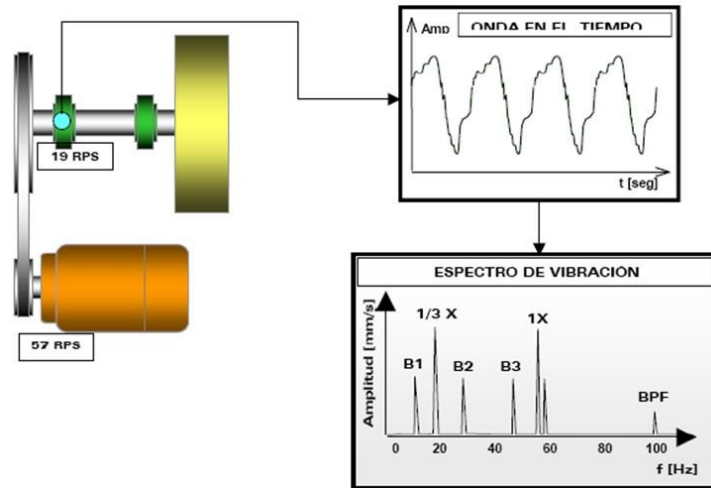 Amp
ONDA EN EL TIEMPO
t [seg]
19 RPS
57 RPS
ESPECTRO DE VIBRACIÓN
Amplitud [mm/s]
1/3 X
1X
B1
B2
B3
BPF
0 20 40 60 80 100
f [Hz]